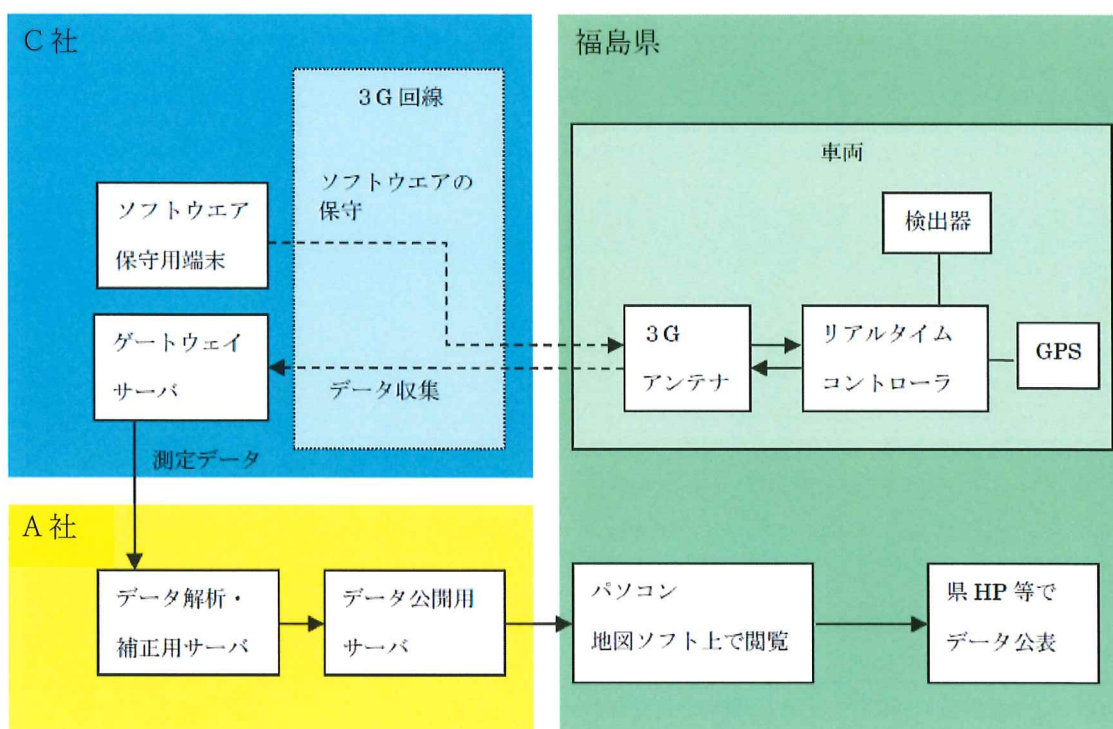 C社
3G回線
ソフトウエアの
保守
ソフトウエア
保守用端末
ゲートウェイ
サーバ
データ収集
測定データ
福島県
車両
検出器
3G
アンテナ
リアルタイム
コントローラ
GPS
A社
データ解析・
補正用サーバ
データ公開用
サーバ
パソコン
地図ソフト上で閲覧
県HP等で
データ公表